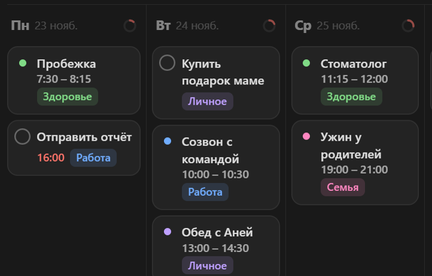 Пн 23 нояб.
Пробежка
7:30 – 8:15
Здоровье
Отправить отчёт
16:00 Работа
Вт 24 нояб.
Купить
подарок маме
Личное
Созвон с
командой
10:00 – 10:30
Работа
Обед с Аней
13:00 – 14:30
Личное
Ср 25 нояб.
Стоматолог
11:15 – 12:00
Здоровье
Ужин у
родителей
19:00 – 21:00
Семья